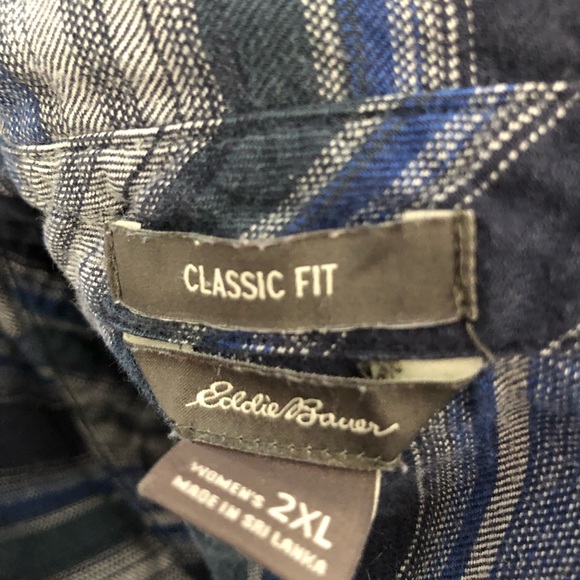 CLASSIC FIT
Eddie Bauer
WOMEN'S 2XL
MADE IN SRI LANKA